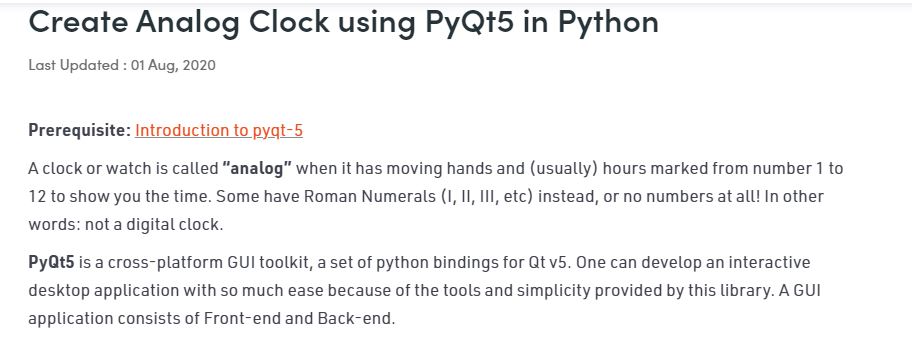 Create Analog Clock using PyQt5 in Python
Last Updated : 01 Aug, 2020
Prerequisite: Introduction to pyqt-5
A clock or watch is called “analog” when it has moving hands and (usually) hours marked from number 1 to
12 to show you the time. Some have Roman Numerals (I, II, III, etc) instead, or no numbers at all! In other
words: not a digital clock.
PyQt5 is a cross-platform GUI toolkit, a set of python bindings for Qt v5. One can develop an interactive
desktop application with so much ease because of the tools and simplicity provided by this library. A GUI
application consists of Front-end and Back-end.